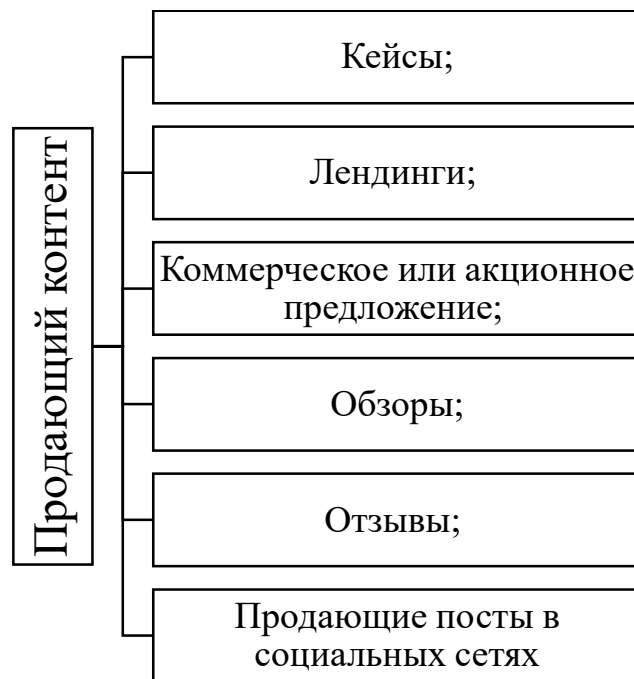 Продающий контент
Кейсы;
Лендинги;
Коммерческое или акционное
предложение;
Обзоры;
Отзывы;
Продающие посты в
социальных сетях